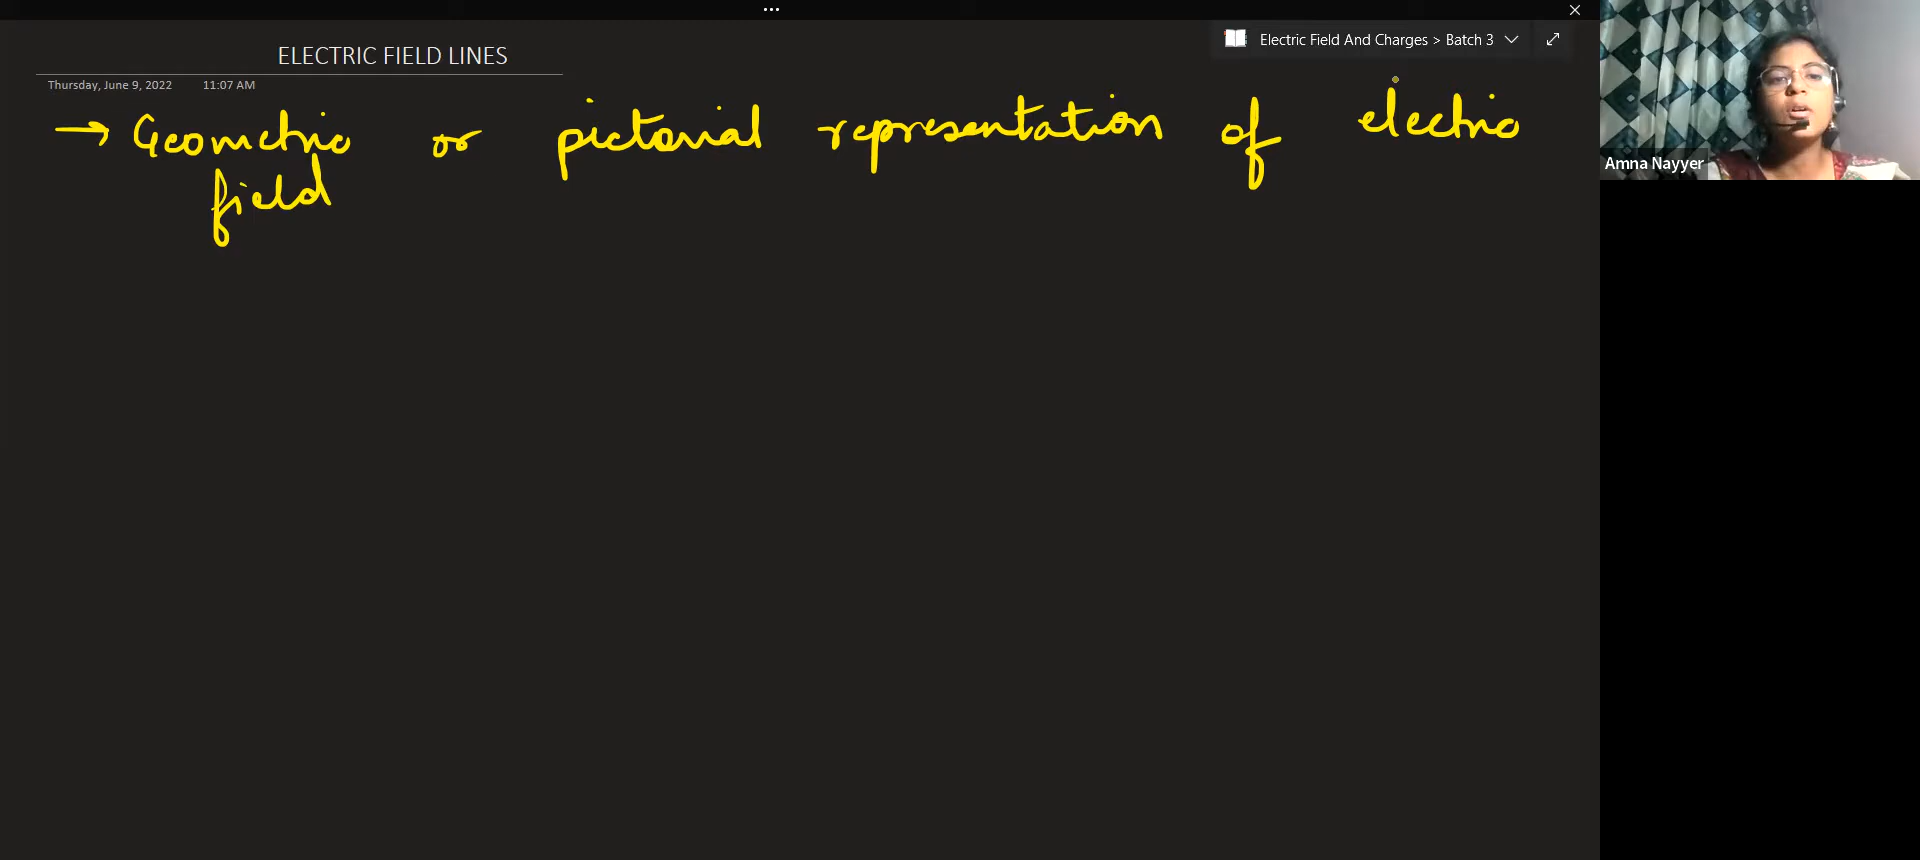 Electric Field And Charges > Batch 3
ELECTRIC FIELD LINES
Thursday, June 9, 2022 11:07 AM
→ Geometric or pictorial representation of electric
field
Amna Nayyer